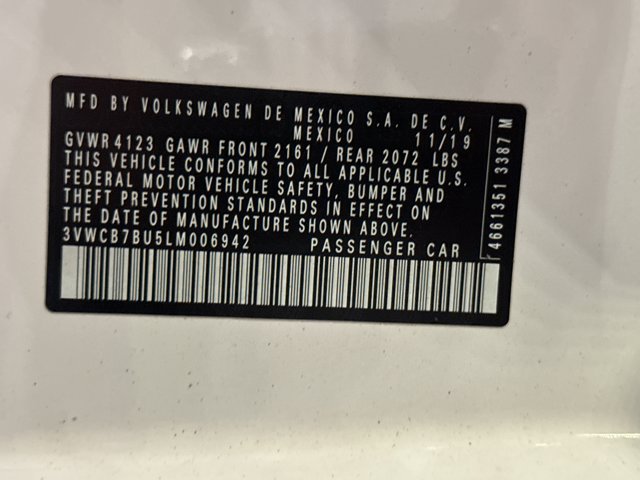 MFD BY VOLKSWAGEN DE MEXICO S.A. DE C.V.
MEXICO 11/19
GVWR 4123 GAWR FRONT 2161 / REAR 2072 LBS
THIS VEHICLE CONFORMS TO ALL APPLICABLE U.S.
FEDERAL MOTOR VEHICLE SAFETY, BUMPER AND
THEFT PREVENTION STANDARDS IN EFFECT ON
THE DATE OF MANUFACTURE SHOWN ABOVE.
3VWCB7BU5LM006942 PASSENGER CAR
4661351 3387 M